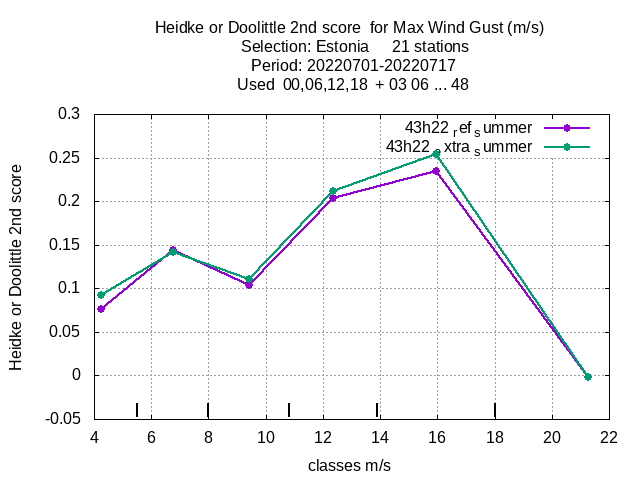 Heidke or Doolittle 2nd score for Max Wind Gust (m/s)
Selection: Estonia 21 stations
Period: 20220701-20220717
Used 00,06,12,18 + 03 06 ... 48
43h22 ref summer
43h22 extra summer
Heidke or Doolittle 2nd score
0.3
0.25
0.2
0.15
0.1
0.05
0
-0.05
4 6 8 10 12 14 16 18 20 22
classes m/s